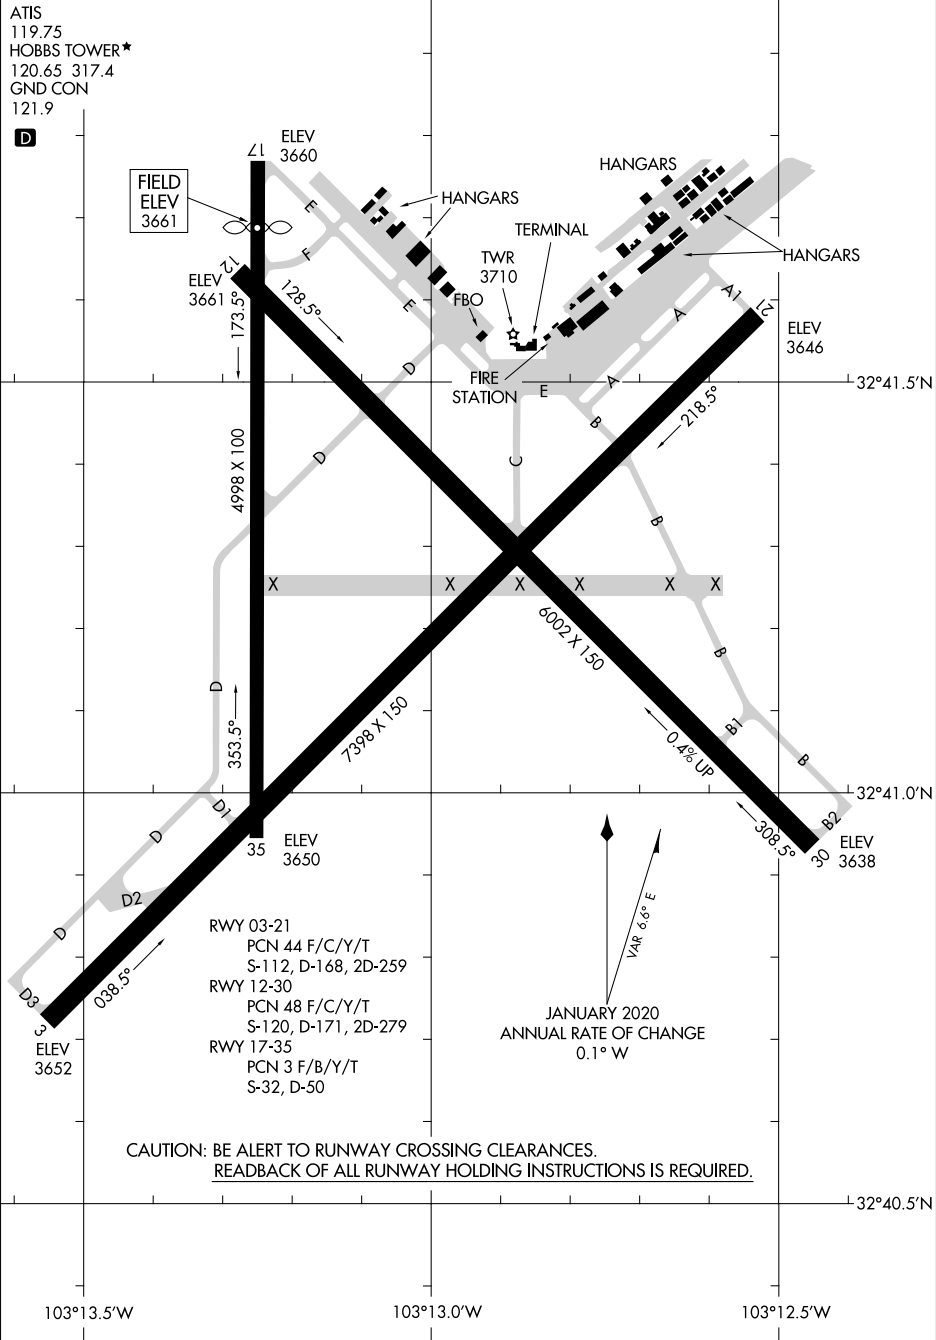 ATIS
119.75
HOBBS TOWER★
120.65 317.4
GND CON
121.9
D
17
ELEV
3660
FIELD
ELEV
3661
HANGARS
HANGARS
TERMINAL
TWR
3710
FBO
FIRE
STATION
HANGARS
E
F
E
12
ELEV
3661
173.5°
128.5°
A1
21
ELEV
3646
A
A
E
B
218.5°
32°41.5'N
D
D
C
4998 X 100
B
X
X
X
X
X
X
6002 X 150
B
D
353.5°
7398 X 150
B1
0.4% UP
B
32°41.0'N
D1
D
35
ELEV
3650
308.5°
B2
30
ELEV
3638
D2
D
D3
038.5°
3
ELEV
3652
VAR 6.6° E
RWY 03-21
PCN 44 F/C/Y/T
S-112, D-168, 2D-259
RWY 12-30
PCN 48 F/C/Y/T
S-120, D-171, 2D-279
RWY 17-35
PCN 3 F/B/Y/T
S-32, D-50
JANUARY 2020
ANNUAL RATE OF CHANGE
0.1° W
CAUTION: BE ALERT TO RUNWAY CROSSING CLEARANCES.
READBACK OF ALL RUNWAY HOLDING INSTRUCTIONS IS REQUIRED.
32°40.5'N
103°13.5'W
103°13.0'W
103°12.5'W